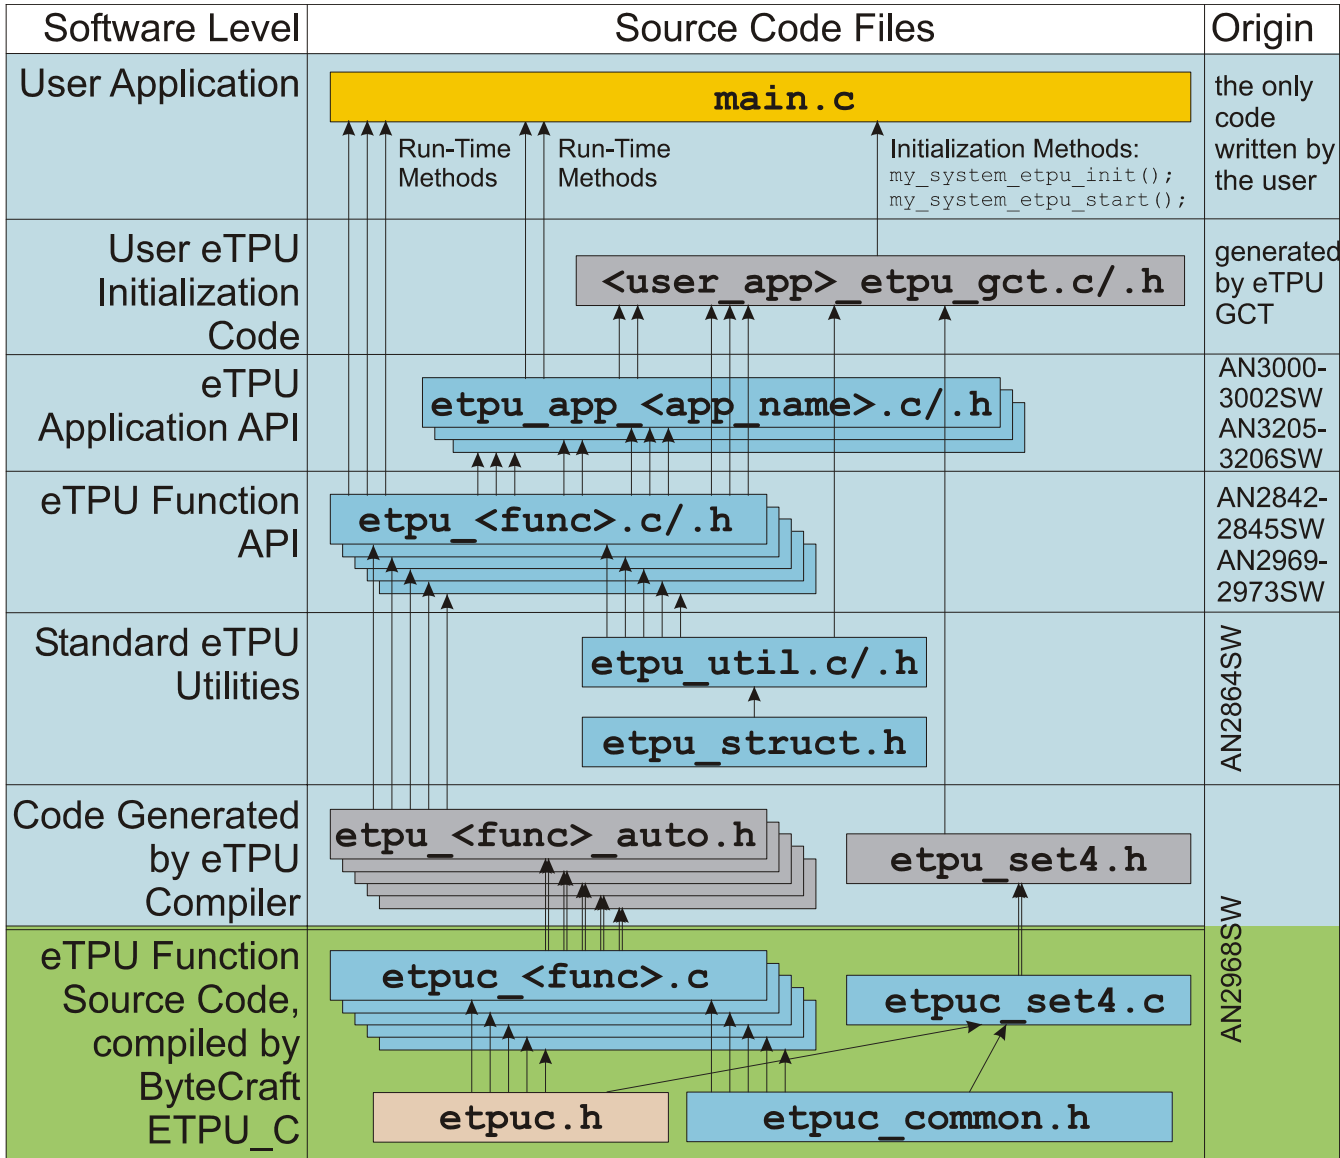 Software Level
Source Code Files
Origin
User Application
main.c
the only
code
written by
the user
Run-Time
Methods
Run-Time
Methods
Initialization Methods:
my_system_etpu_init();
my_system_etpu_start();
User eTPU
Initialization
Code
<user_app>_etpu_gct.c/.h
generated
by eTPU
GCT
eTPU
Application API
etpu_app_<app_name>.c/.h
AN3000-
3002SW
AN3205-
3206SW
eTPU Function
API
etpu_<func>.c/.h
AN2842-
2845SW
AN2969-
2973SW
Standard eTPU
Utilities
etpu_util.c/.h
etpu_struct.h
AN2864SW
Code Generated
by eTPU
Compiler
etpu_<func>_auto.h
etpu_set4.h
AN2968SW
eTPU Function
Source Code,
compiled by
ByteCraft
ETPU_C
etpuc_<func>.c
etpuc_set4.c
etpuc.h
etpuc_common.h